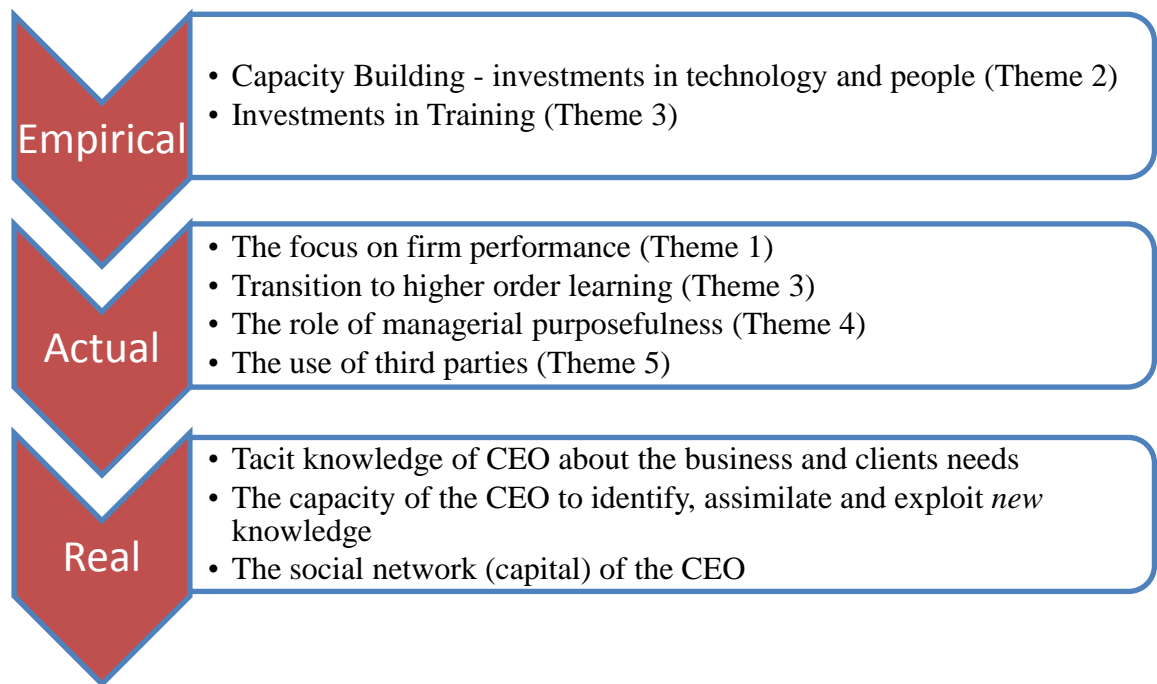 Empirical
• Capacity Building - investments in technology and people (Theme 2)
• Investments in Training (Theme 3)
Actual
• The focus on firm performance (Theme 1)
• Transition to higher order learning (Theme 3)
• The role of managerial purposefulness (Theme 4)
• The use of third parties (Theme 5)
Real
• Tacit knowledge of CEO about the business and clients needs
• The capacity of the CEO to identify, assimilate and exploit new
knowledge
• The social network (capital) of the CEO